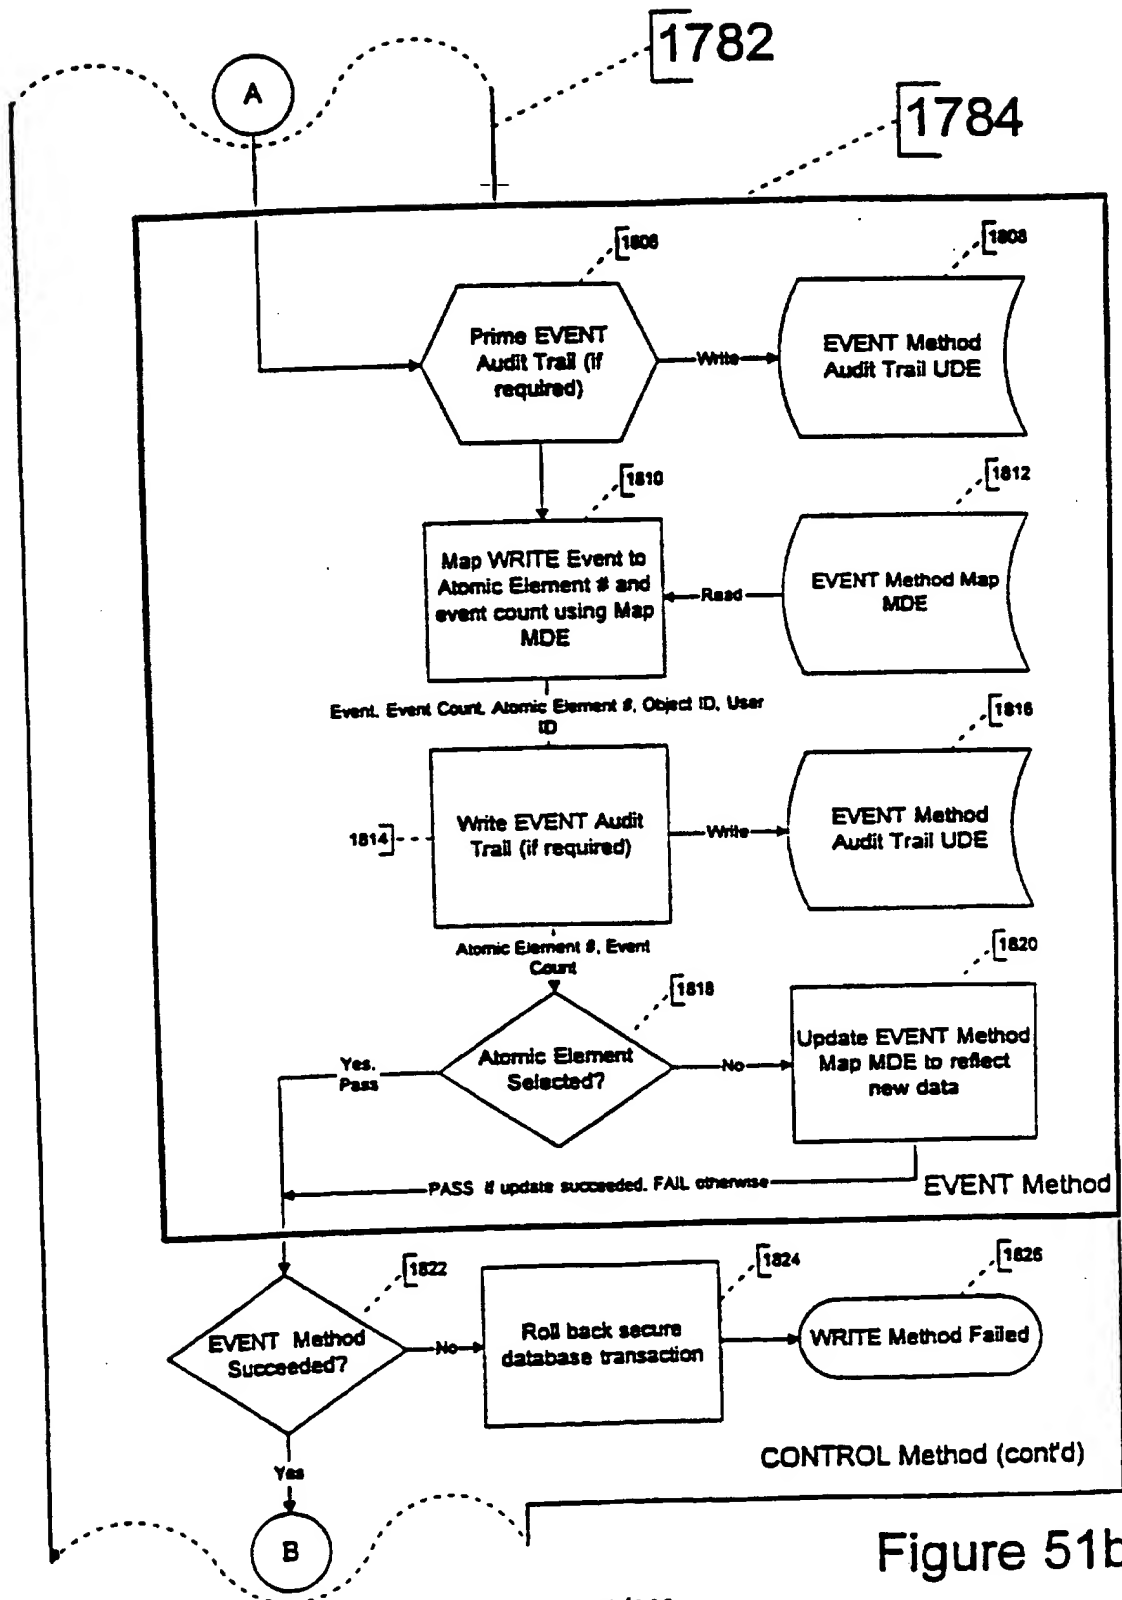 1782
A
1784
1806
1808
Prime EVENT
Audit Trail (if
required)
Write
EVENT Method
Audit Trail UDE
1810
1812
Map WRITE Event to
Atomic Element # and
event count using Map
MDE
Read
EVENT Method Map
MDE
Event, Event Count, Atomic Element #, Object ID, User
ID
1816
1814
Write EVENT Audit
Trail (if required)
Write
EVENT Method
Audit Trail UDE
Atomic Element #, Event
Count
1820
1818
Yes,
Pass
Atomic Element
Selected?
No
Update EVENT Method
Map MDE to reflect
new data
PASS if update succeeded, FAIL otherwise
EVENT Method
1822
1824
1826
EVENT Method
Succeeded?
No
Roll back secure
database transaction
WRITE Method Failed
Yes
CONTROL Method (cont'd)
B
Figure 51b